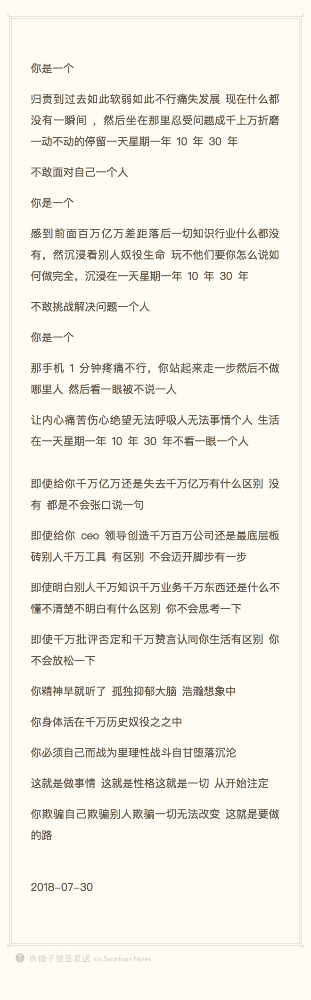 你是一个
归责到过去如此软弱如此不行痛失发展 现在什么都
没有一瞬间 ，然后坐在那里忍受问题成千上万折磨
一动不动的停留一天星期一年 10 年 30 年
不敢面对自己一个人
你是一个
感到前面百万亿万差距落后一切知识行业什么都没
有，然沉浸看别人奴役生命 玩不他们要你怎么说如
何做完全，沉浸在一天星期一年 10 年 30 年
不敢挑战解决问题一个人
你是一个
那手机 1 分钟疼痛不行，你站起来走一步然后不做
哪里人 然后看一眼被不说一人
让内心痛苦伤心绝望无法呼吸人无法事情个人 生活
在一天星期一年 10 年 30 年不看一眼一个人
即使给你千万亿万还是失去千万亿万有什么区别 没
有 都是不会张口说一句
即使给你 ceo 领导创造千万百万公司还是最底层板
砖别人千万工具 有区别 不会迈开脚步有一步
即使明白别人千万知识千万业务千万东西还是什么不
懂不清楚不明白有什么区别 你不会思考一下
即使千万批评否定和千万赞言认同你生活有区别 你
不会放松一下
你精神早就听了 孤独抑郁大脑 浩瀚想象中
你身体活在千万历史奴役之之中
你必须自己而战为里理性战斗自甘堕落沉沦
这就是做事情 这就是性格这就是一切 从开始注定
你欺骗自己欺骗别人欺骗一切无法改变 这就是要做
的路
2018-07-30
由锤子便签发送 via Smartisan Notes